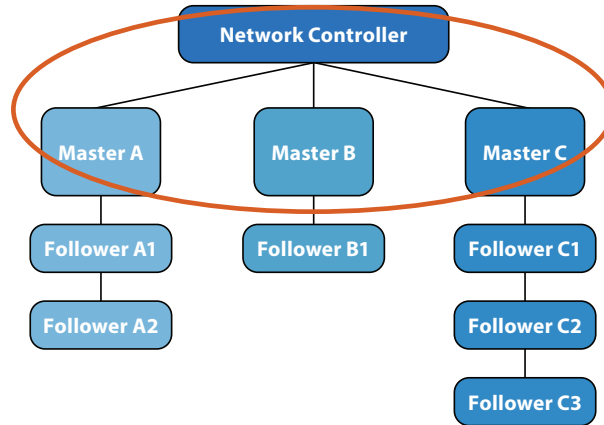 Network Controller
Master A
Master B
Master C
Follower A1
Follower B1
Follower C1
Follower A2
Follower C2
Follower C3